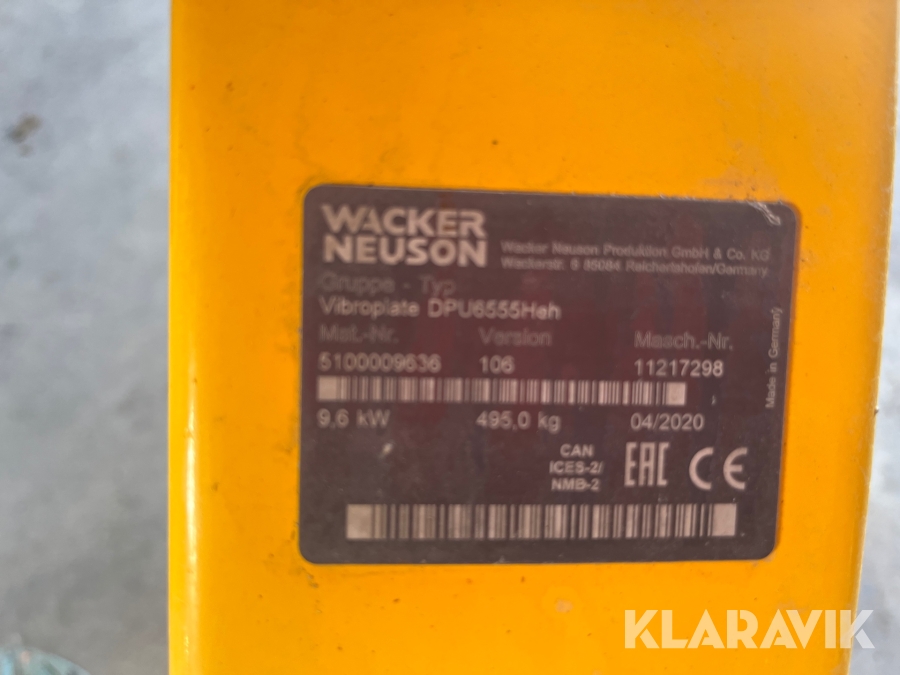 WACKER
NEUSON
Wacker Neuson Produktion GmbH & Co. KG
Wackerstr. 6 85084 Reichertshofen/Germany
Gruppe - Typ
Vibroplate DPU6555Heh
Mat.-Nr. Version Masch.-Nr.
5100009636 106 11217298
9,6 kW 495,0 kg 04/2020
Made in Germany
CAN
ICES-2/
NMB-2
EAC CE
KLARAVIK